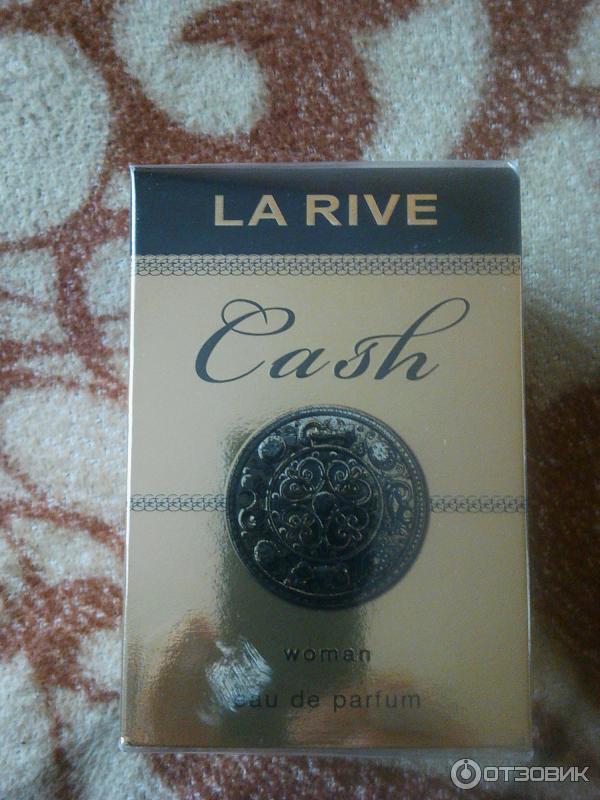 LA RIVE
Cash
woman
eau de parfum
ОТЗОВИК